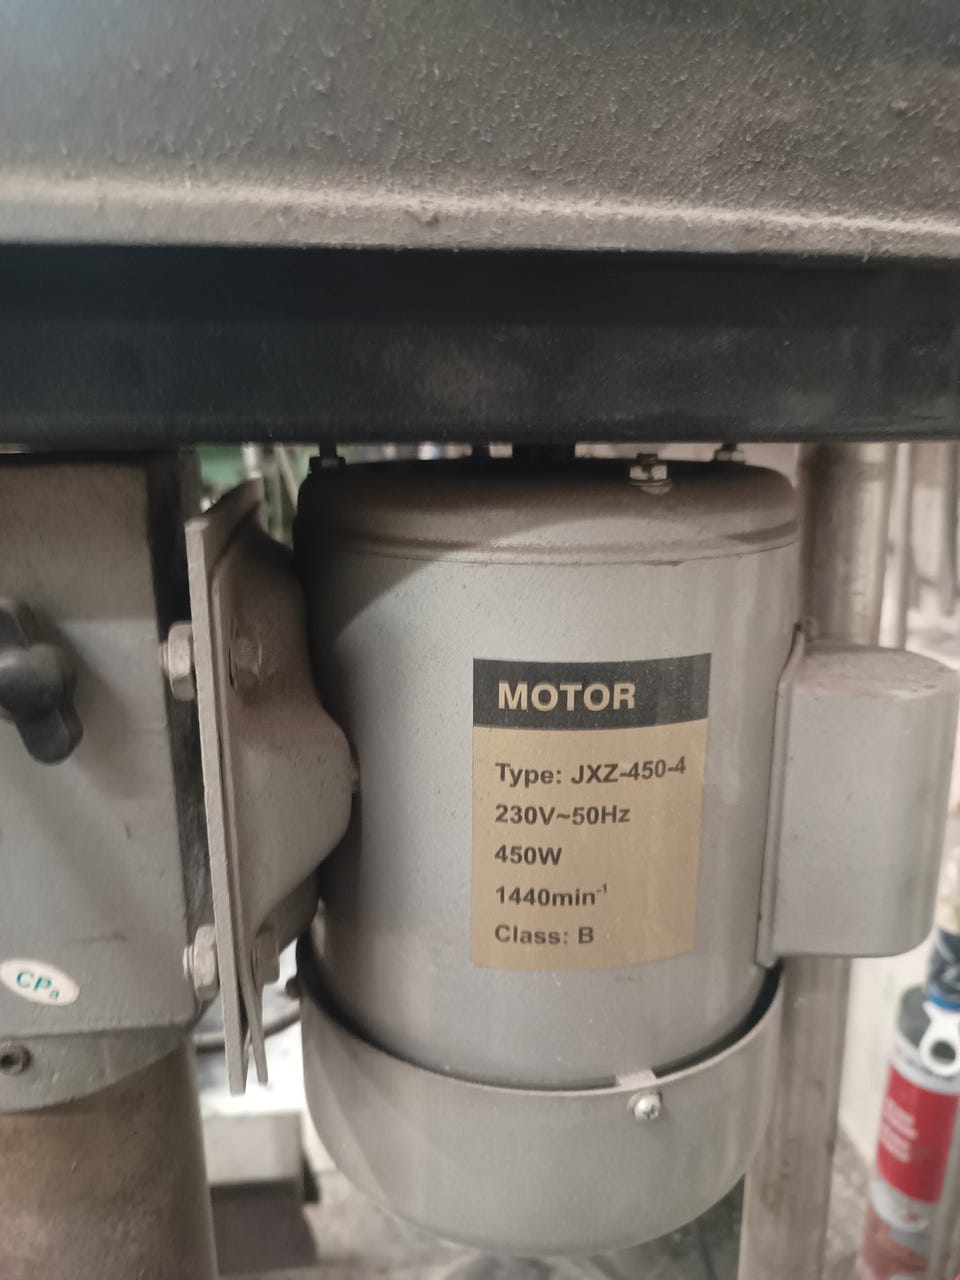 MOTOR
Type: JXZ-450-4
230V~50Hz
450W
1440min⁻¹
Class: B
CPa